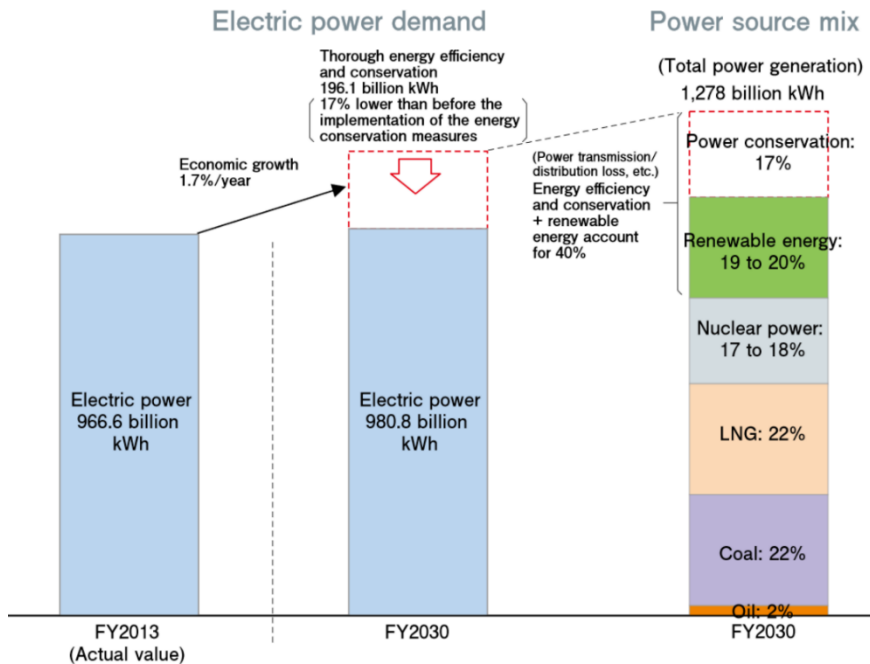 Electric power demand
Power source mix
Thorough energy efficiency
and conservation
196.1 billion kWh
17% lower than before the
implementation of the energy
conservation measures
(Total power generation)
1,278 billion kWh
Economic growth
1.7%/year
(Power transmission/
distribution loss, etc.)
Energy efficiency
and conservation
+ renewable
energy account
for 40%
Power conservation:
17%
Renewable energy:
19 to 20%
Nuclear power:
17 to 18%
Electric power
966.6 billion
kWh
Electric power
980.8 billion
kWh
LNG: 22%
Coal: 22%
Oil: 2%
FY2013
(Actual value)
FY2030
FY2030